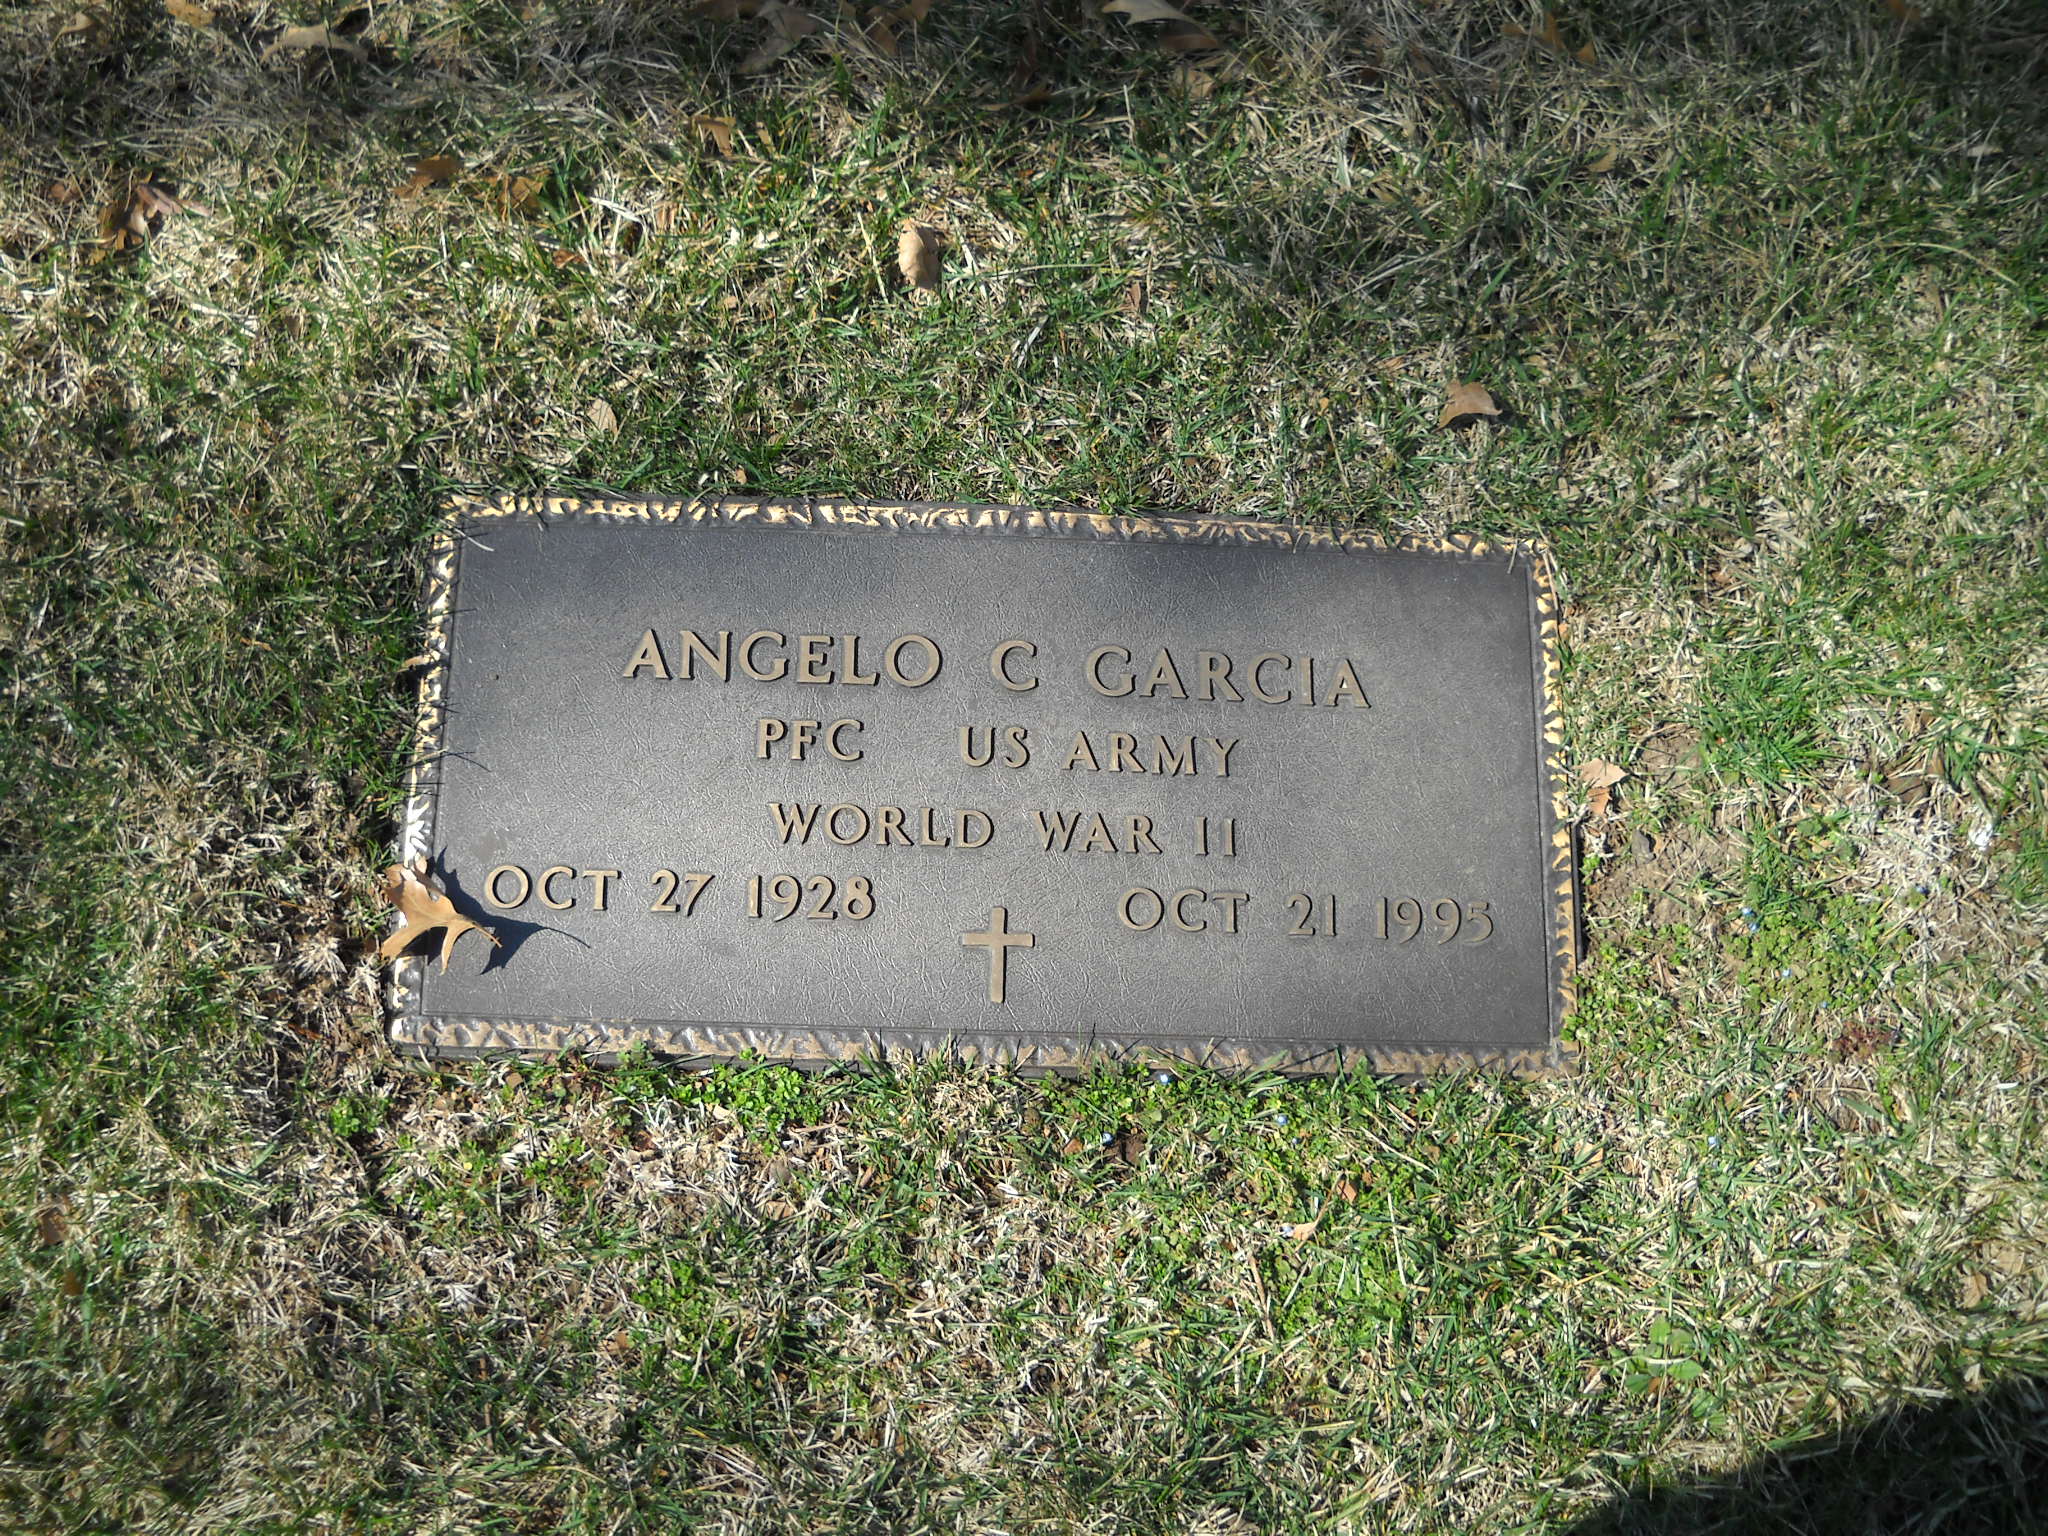 ANGELO C GARCIA
PFC US ARMY
WORLD WAR II
OCT 27 1928 OCT 21 1995